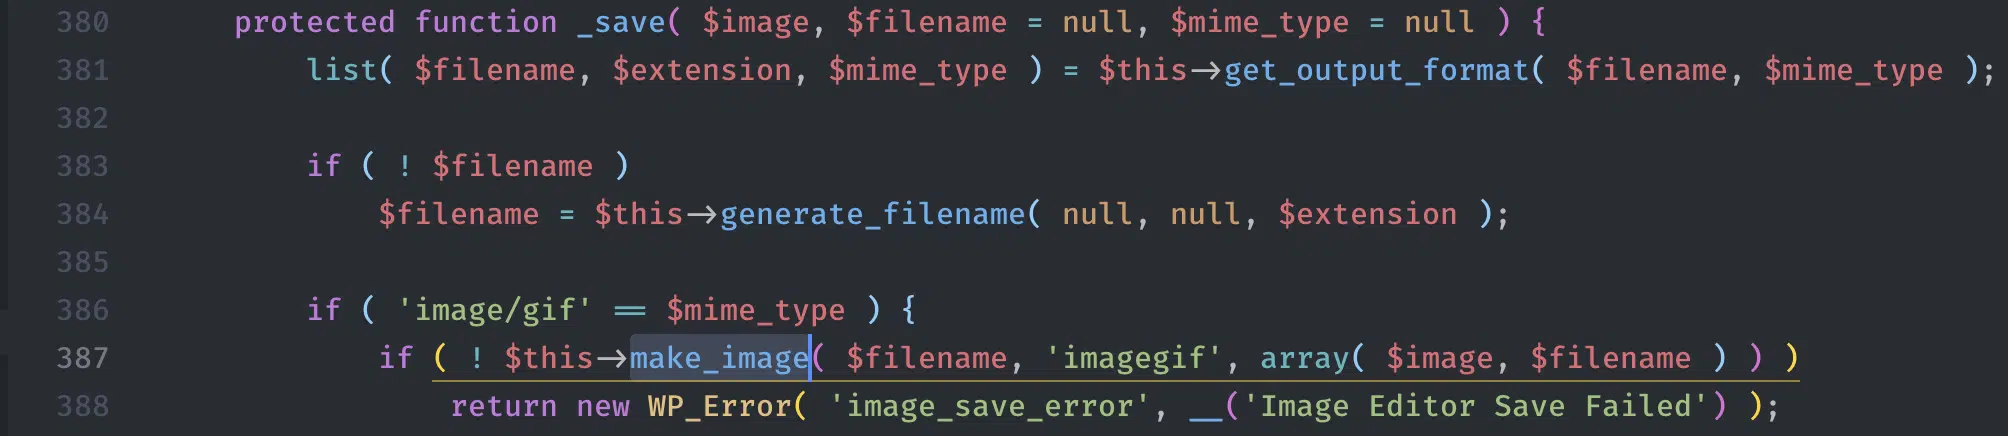 380 protected function _save( $image, $filename = null, $mime_type = null ) {
381 list( $filename, $extension, $mime_type ) = $this->get_output_format( $filename, $mime_type );
382
383 if ( ! $filename )
384 $filename = $this->generate_filename( null, null, $extension );
385
386 if ( 'image/gif' == $mime_type ) {
387 if ( ! $this->make_image( $filename, 'imagegif', array( $image, $filename ) ) )
388 return new WP_Error( 'image_save_error', __('Image Editor Save Failed') );